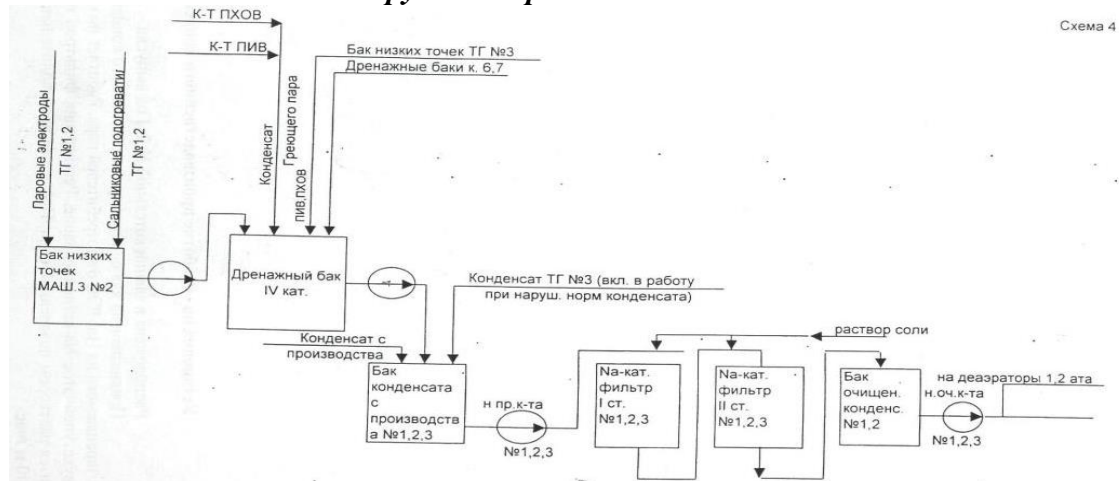 Схема 4
К-Т ПХОВ
К-Т ПИВ
Бак низких точек ТГ №3
Дренажные баки к. 6,7
Паровые электроды
ТГ №1,2
Сальниковые подогревати
ТГ №1,2
Конденсат
Греющего пара
пив.ПХОВ
Бак низких
точек
МАШ.3 №2
Дренажный бак
IV кат.
Конденсат ТГ №3 (вкл. в работу
при наруш. норм конденсата)
Конденсат с
производства
раствор соли
Бак
конденсата
с
производств
а №1,2,3
н пр.к-та
№1,2,3
Na-кат.
фильтр
I ст.
№1,2,3
Na-кат.
фильтр
II ст.
№1,2,3
Бак
очищен.
конденс.
№1,2
на деаэраторы 1,2 ата
н.оч.к-та
№1,2,3